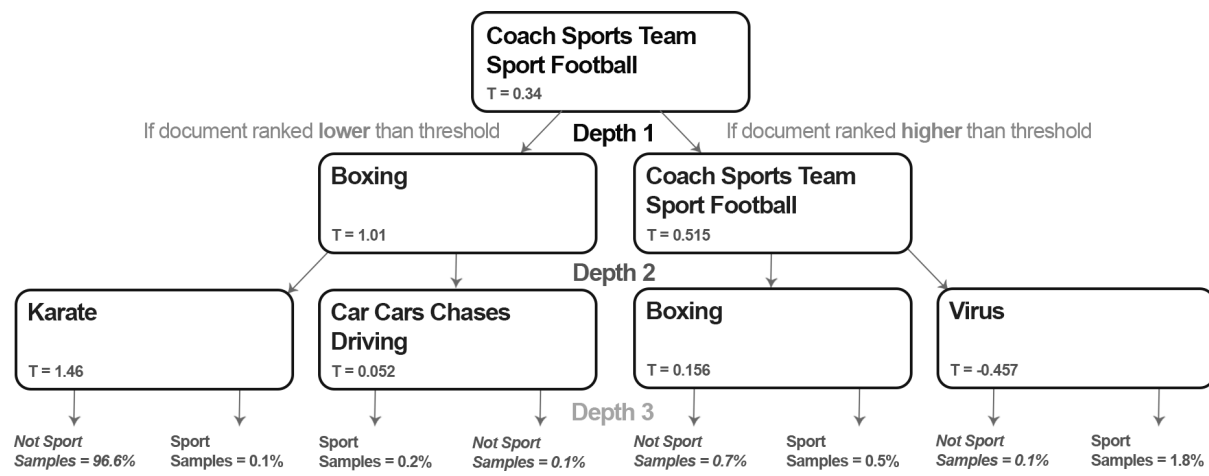 Coach Sports Team
Sport Football
T = 0.34
If document ranked lower than threshold
Depth 1
If document ranked higher than threshold
Boxing
T = 1.01
Coach Sports Team
Sport Football
T = 0.515
Depth 2
Karate
T = 1.46
Car Cars Chases
Driving
T = 0.052
Boxing
T = 0.156
Virus
T = -0.457
Depth 3
Not Sport
Samples = 96.6%
Sport
Samples = 0.1%
Sport
Samples = 0.2%
Not Sport
Samples = 0.1%
Not Sport
Samples = 0.7%
Sport
Samples = 0.5%
Not Sport
Samples = 0.1%
Sport
Samples = 1.8%